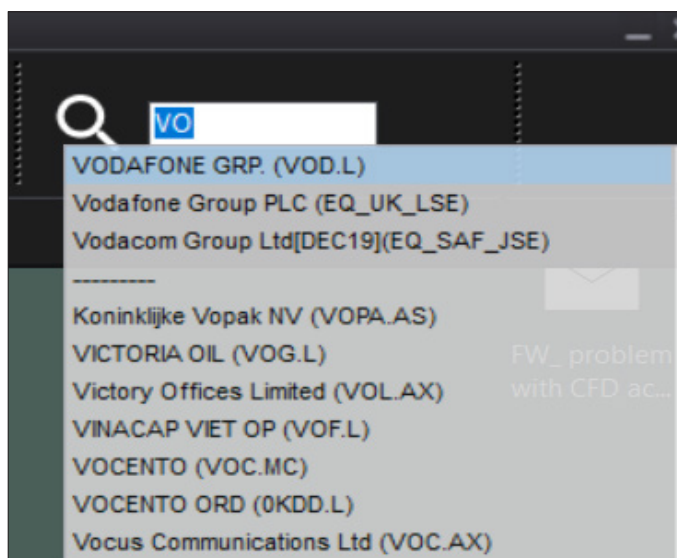 VO
VODAFONE GRP. (VOD.L)
Vodafone Group PLC (EQ_UK_LSE)
Vodacom Group Ltd[DEC19](EQ_SAF_JSE)
---------
Koninklijke Vopak NV (VOPA.AS)
VICTORIA OIL (VOG.L)
Victory Offices Limited (VOL.AX)
VINACAP VIET OP (VOF.L)
VOCENTO (VOC.MC)
VOCENTO ORD (0KDD.L)
Vocus Communications Ltd (VOC.AX)
FW_ problem
with CFD ac...